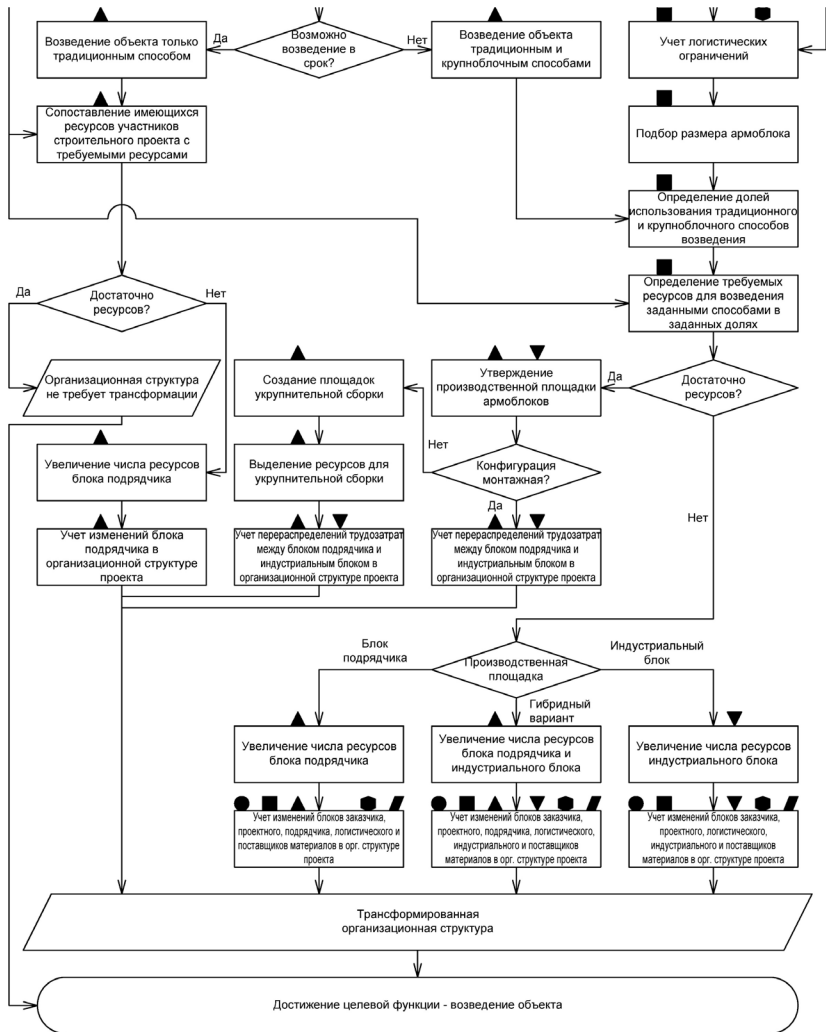 Возведение объекта только
традиционным способом
Да
Возможно
возведение в
срок?
Нет
Возведение объекта
традиционным и
крупноблочным способами
Учет логистических
ограничений
Сопоставление имеющихся
ресурсов участников
строительного проекта с
требуемыми ресурсами
Подбор размера армоблока
Определение долей
использования традиционного
и крупноблочного способов
возведения
Да
Достаточно
ресурсов?
Нет
Определение требуемых
ресурсов для возведения
заданными способами в
заданных долях
Организационная структура
не требует трансформации
Создание площадок
укрупнительной сборки
Утверждение
производственной площадки
армоблоков
Да
Достаточно
ресурсов?
Нет
Увеличение числа ресурсов
блока подрядчика
Выделение ресурсов для
укрупнительной сборки
Конфигурация
монтажная?
Да
Нет
Учет изменений блока
подрядчика в
организационной структуре
проекта
Учет перераспределений трудозатрат
между блоком подрядчика и
индустриальным блоком в
организационной структуре проекта
Учет перераспределений трудозатрат
между блоком подрядчика и
индустриальным блоком в
организационной структуре проекта
Блок
подрядчика
Производственная
площадка
Индустриальный
блок
Гибридный
вариант
Увеличение числа ресурсов
блока подрядчика
Увеличение числа ресурсов
блока подрядчика и
индустриального блока
Увеличение числа ресурсов
индустриального блока
Учет изменений блоков заказчика,
проектного, подрядчика, логистического и
поставщиков материалов в орг. структуре
проекта
Учет изменений блоков заказчика,
проектного, подрядчика, логистического,
индустриального и поставщиков
материалов в орг. структуре проекта
Учет изменений блоков заказчика,
проектного, логистического,
индустриального и поставщиков
материалов в орг. структуре проекта
Трансформированная
организационная структура
Достижение целевой функции - возведение объекта